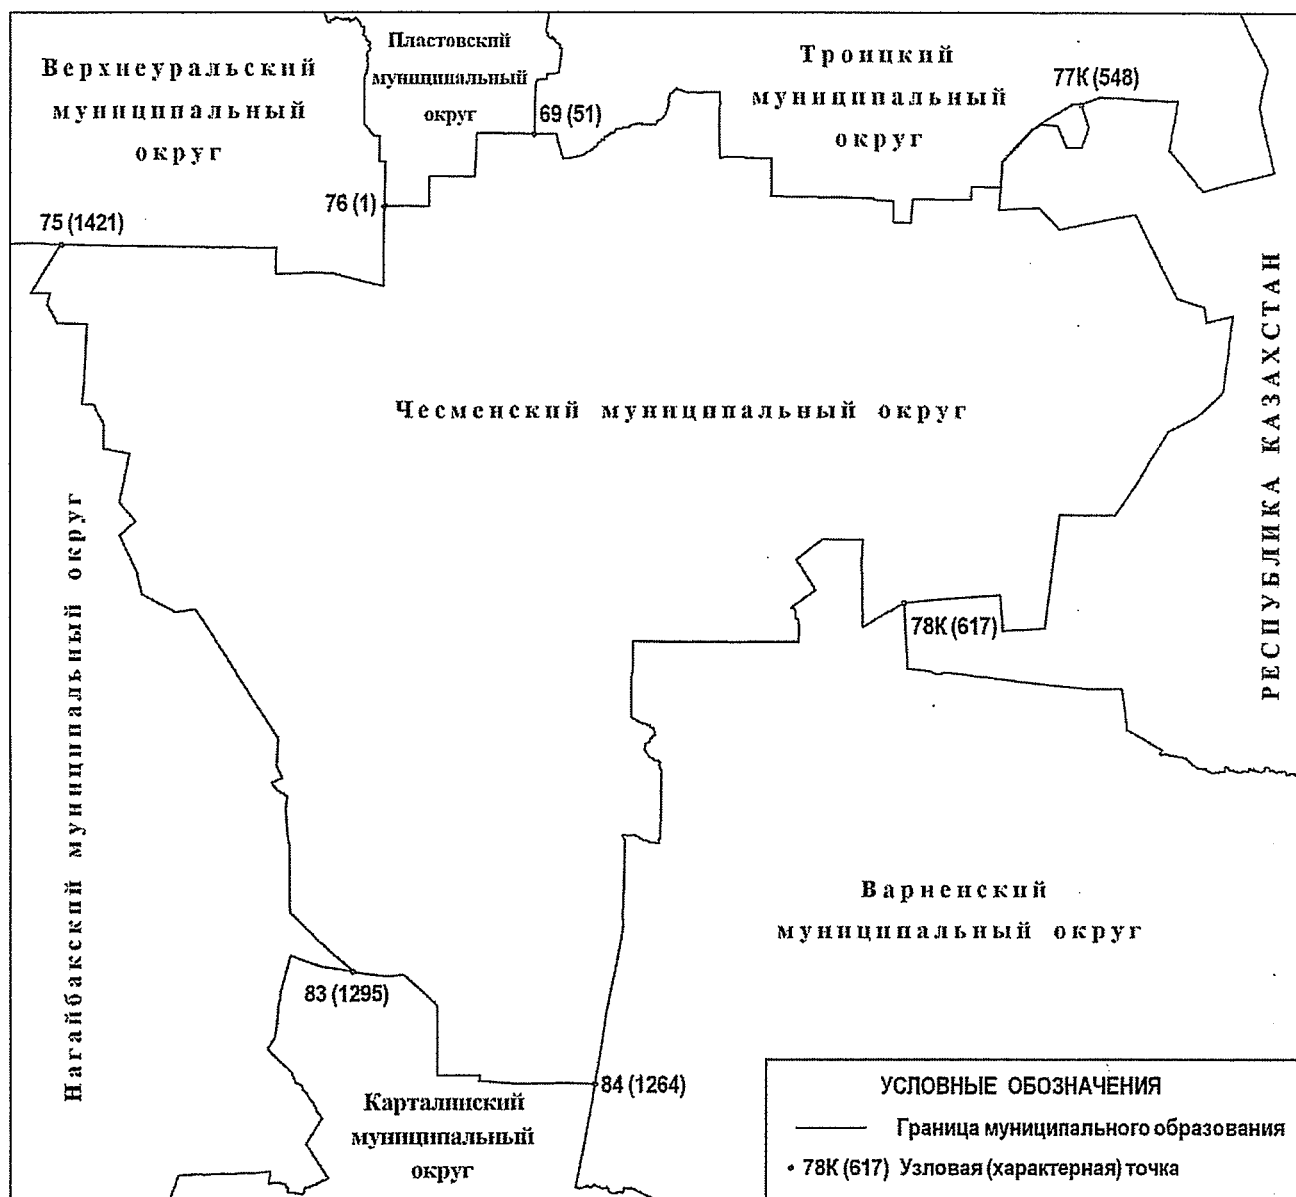 Верхнеуральский
муниципальный
округ
Пластовский
муниципальный
округ
69 (51)
Троицкий
муниципальный
округ
77К (548)
76 (1)
75 (1421)
РЕСПУБЛИКА КАЗАХСТАН
Чесменский муниципальный округ
Нагайбакский муниципальный округ
78К (617)
Варненский
муниципальный округ
83 (1295)
84 (1264)
Карталинский
муниципальный
округ
УСЛОВНЫЕ ОБОЗНАЧЕНИЯ
Граница муниципального образования
78К (617) Узловая (характерная) точка